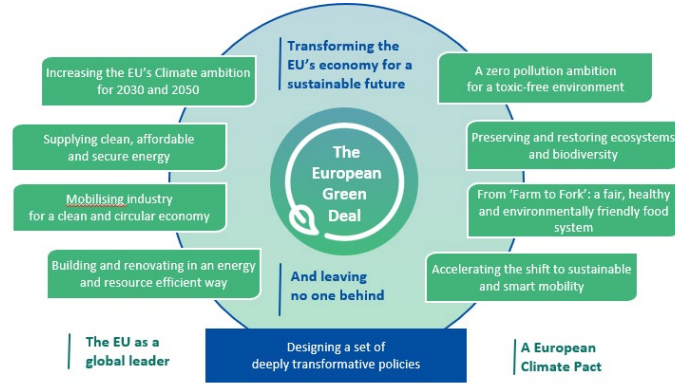 Transforming the
EU's economy for a
sustainable future
Increasing the EU's Climate ambition
for 2030 and 2050
Supplying clean, affordable
and secure energy
Mobilising industry
for a clean and circular economy
Building and renovating in an energy
and resource efficient way
The
European
Green
Deal
A zero pollution ambition
for a toxic-free environment
Preserving and restoring ecosystems
and biodiversity
From ‘Farm to Fork’: a fair, healthy
and environmentally friendly food
system
Accelerating the shift to sustainable
and smart mobility
And leaving
no one behind
The EU as a
global leader
Designing a set of
deeply transformative policies
A European
Climate Pact